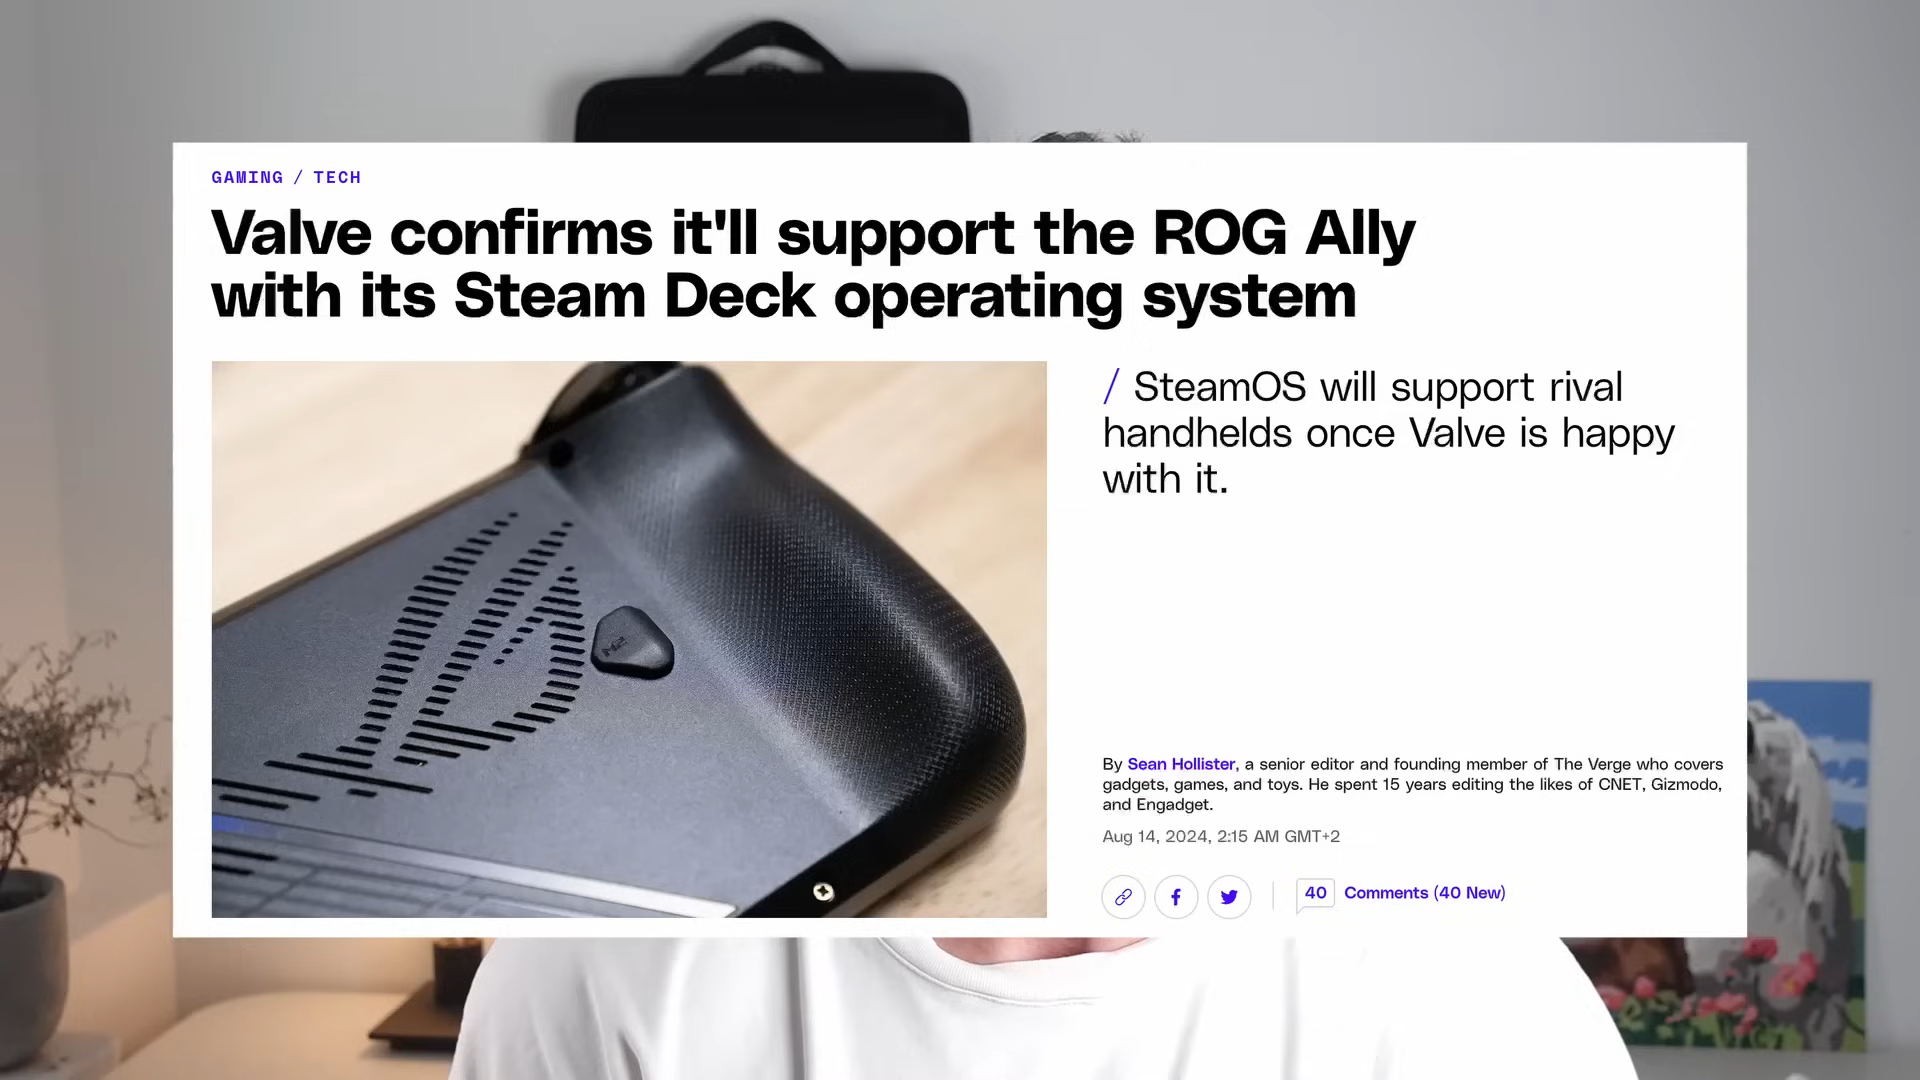 GAMING / TECH
Valve confirms it'll support the ROG Ally
with its Steam Deck operating system
/ SteamOS will support rival
handhelds once Valve is happy
with it.
M2
By Sean Hollister, a senior editor and founding member of The Verge who covers
gadgets, games, and toys. He spent 15 years editing the likes of CNET, Gizmodo,
and Engadget.
Aug 14, 2024, 2:15 AM GMT+2
40 Comments (40 New)